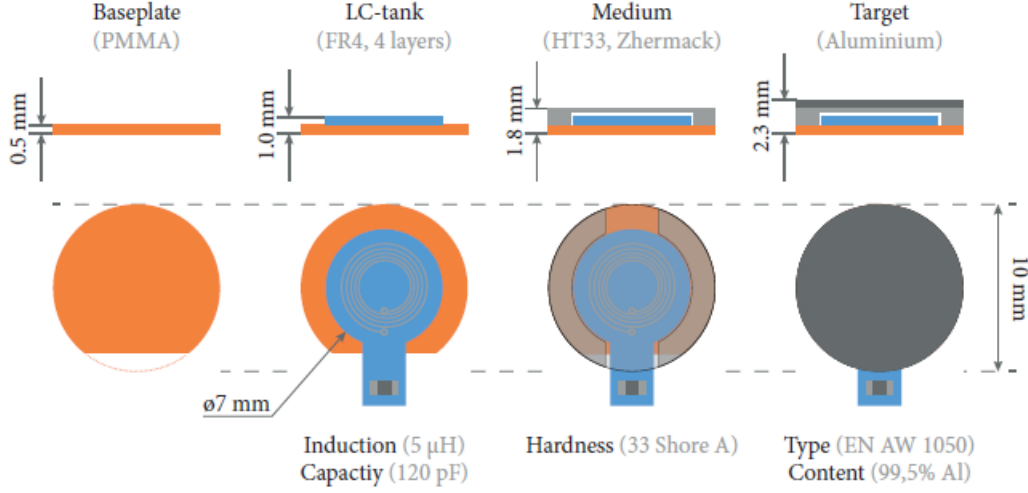 Baseplate
(PMMA)
LC-tank
(FR4, 4 layers)
Medium
(HT33, Zhermack)
Target
(Aluminium)
0.5 mm
1.0 mm
1.8 mm
2.3 mm
10 mm
ø7 mm
Induction (5 µH)
Capactiy (120 pF)
Hardness (33 Shore A)
Type (EN AW 1050)
Content (99,5% Al)